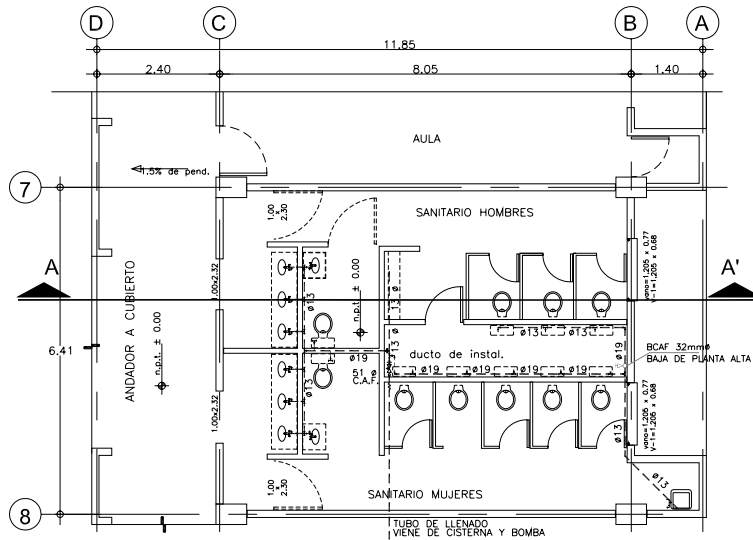 D
C
B
A
11.85
2.40
8.05
1.40
AULA
1.5% de pend.
7
1.00
x
2.30
SANITARIO HOMBRES
vano=1.205 x 0.77
V-1=1.205 x 0.68
1.00x2.32
A
A'
ø13
n.p.t. ± 0.00
ø13
ø
ANDADOR A CUBIERTO
n.p.t. ± 0.00
6.41
ø13
ø13
ø19
BCAF 32mmø
BAJA DE PLANTA ALTA
ducto de instal.
ø19
ø13
51 ø
C.A.F.
ø19
ø19
ø19
ø19
ø13
1.00x2.32
vano=1.205 x 0.77
V-1=1.205 x 0.68
ø13
ø13
1.00
x
2.30
SANITARIO MUJERES
8
TUBO DE LLENADO
VIENE DE CISTERNA Y BOMBA